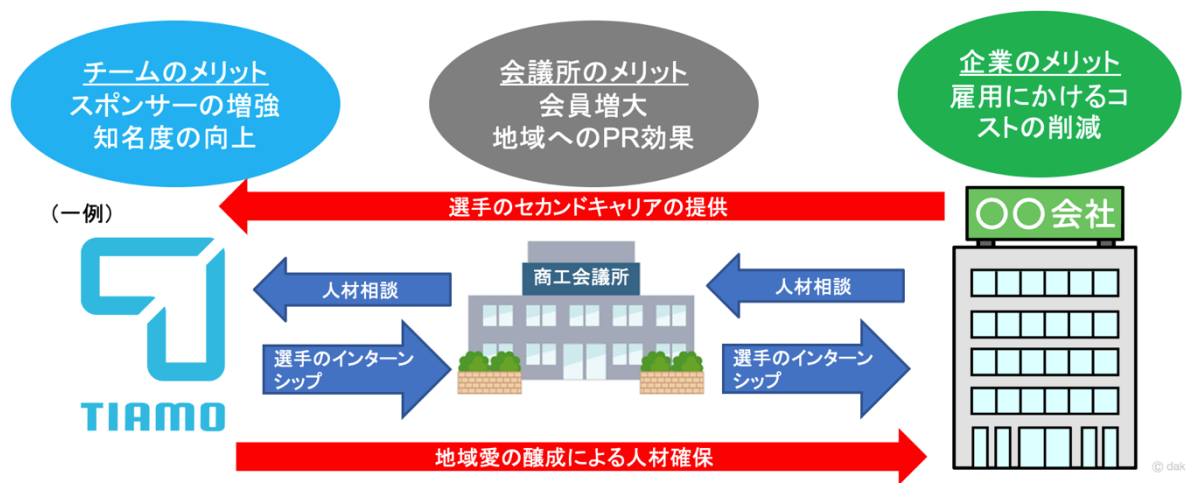 チームのメリット
スポンサーの増強
知名度の向上
会議所のメリット
会員増大
地域へのPR効果
企業のメリット
雇用にかけるコ
ストの削減
選手のセカンドキャリアの提供
（一例）
〇〇会社
商工会議所
人材相談
人材相談
選手のインターン
シップ
選手のインターン
シップ
TIAMO
地域愛の醸成による人材確保
© dak